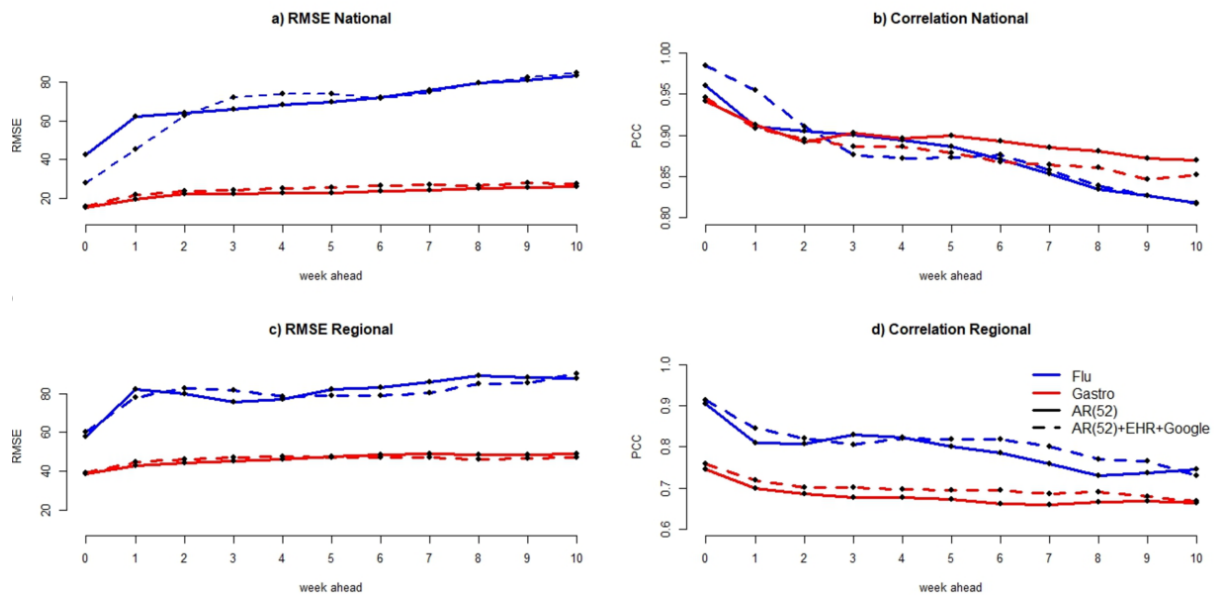 a) RMSE National
RMSE
80
60
40
20
0 1 2 3 4 5 6 7 8 9 10
week ahead
b) Correlation National
PCC
1.00
0.95
0.90
0.85
0.80
0 1 2 3 4 5 6 7 8 9 10
week ahead
c) RMSE Regional
RMSE
80
60
40
20
0 1 2 3 4 5 6 7 8 9 10
week ahead
d) Correlation Regional
PCC
1.0
0.9
0.8
0.7
0.6
Flu
Gastro
AR(52)
AR(52)+EHR+Google
0 1 2 3 4 5 6 7 8 9 10
week ahead